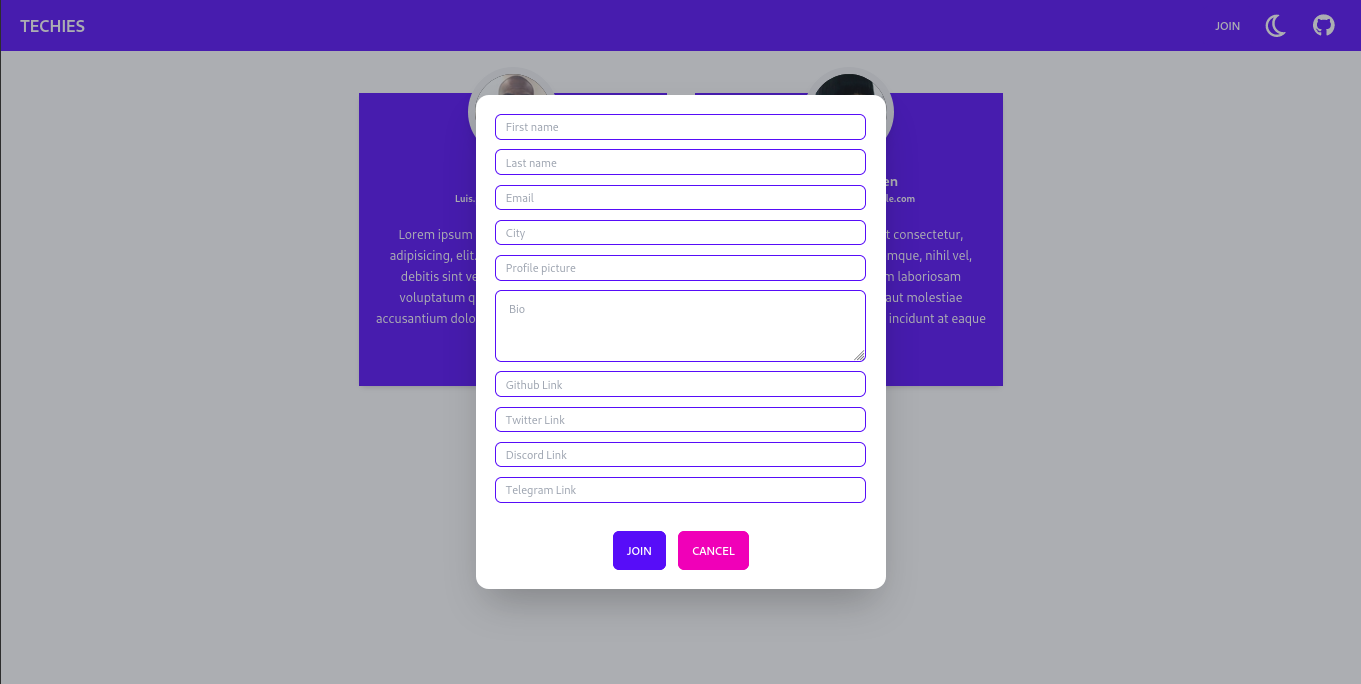 TECHIES
JOIN
First name
Last name
Email
City
Profile picture
Bio
Github Link
Twitter Link
Discord Link
Telegram Link
JOIN CANCEL
en
Luis.
le.com
Lorem ipsum
adipisicing, elit.
debitis sint ve
voluptatum q
accusantium dolo
t consectetur,
mque, nihil vel,
m laboriosam
aut molestiae
incidunt at eaque